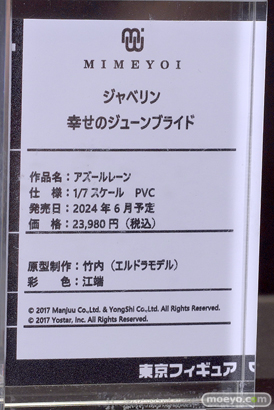 MIMEYOI
ジャベリン
幸せのジューンブライド
作品名：アズールレーン
仕　様：1/7 スケール　PVC
発売日：2024 年 6 月予定
価　格：23,980 円（税込）
原型制作：竹内（エルドラモデル）
彩　　色：江端
© 2017 Manjuu Co.,Ltd. & YongShi Co.,Ltd. All Rights Reserved.
© 2017 Yostar, Inc. All Rights Reserved.
東京フィギュア
moeyo.com